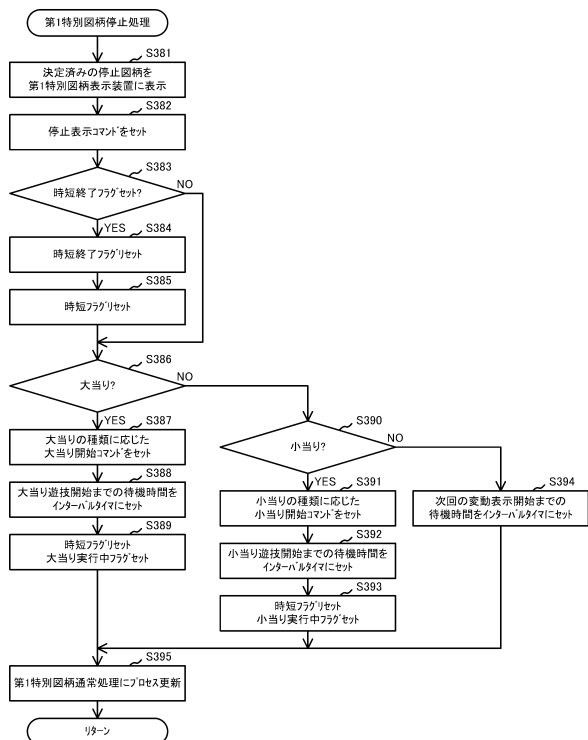 第1特別図柄停止処理
S381
決定済みの停止図柄を
第1特別図柄表示装置に表示
S382
停止表示コマンドをセット
S383
時短終了フラグセット?
NO
YES
S384
時短終了フラグリセット
S385
時短フラグリセット
S386
大当り?
NO
YES
S387
大当りの種類に応じた
大当り開始コマンドをセット
S388
大当り遊技開始までの待機時間を
インターバルタイマにセット
S389
時短フラグリセット
大当り実行中フラグセット
S390
小当り?
NO
YES
S391
小当りの種類に応じた
小当り開始コマンドをセット
S392
小当り遊技開始までの待機時間を
インターバルタイマにセット
S393
時短フラグリセット
小当り実行中フラグセット
S394
次回の変動表示開始までの
待機時間をインターバルタイマにセット
S395
第1特別図柄通常処理にプロセス更新
リターン